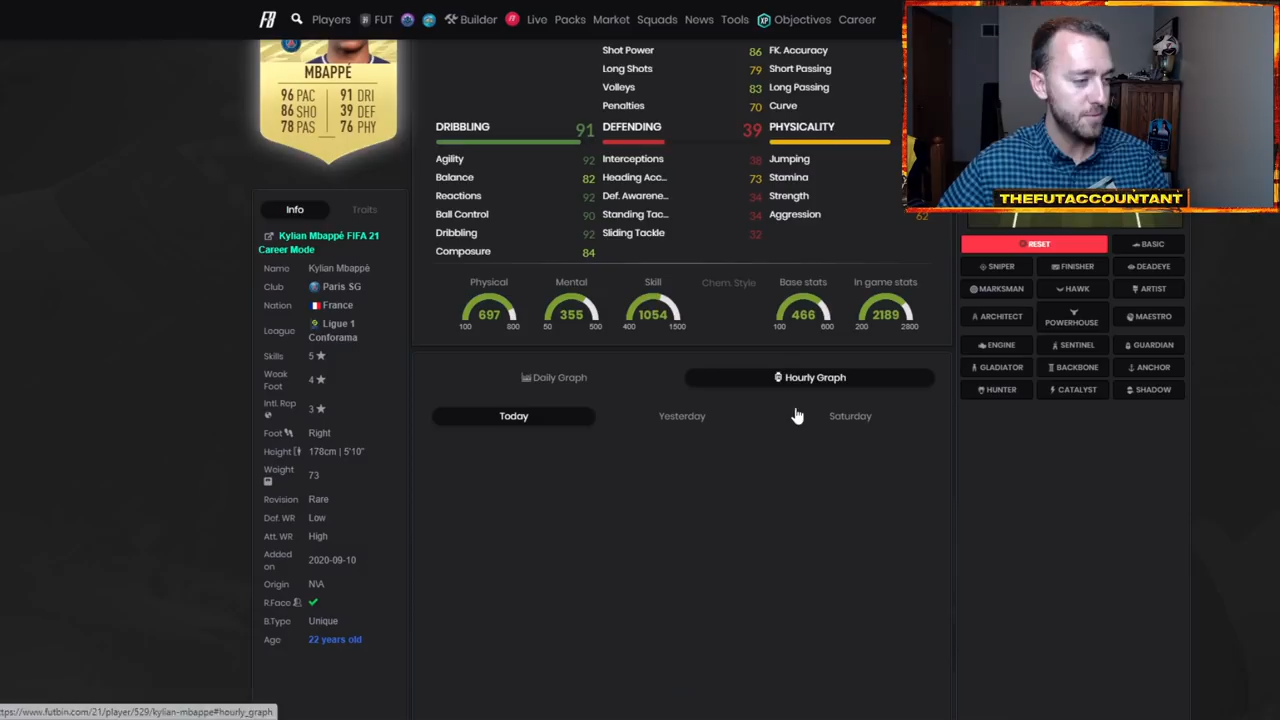 FB Players FUT Builder Live Packs Market Squads News Tools XP Objectives Career
MBAPPÉ
96 PAC 91 DRI
86 SHO 39 DEF
78 PAS 76 PHY
Shot Power 86 FK. Accuracy
Long Shots 79 Short Passing
Volleys 83 Long Passing
Penalties 70 Curve
DRIBBLING 91 DEFENDING 39 PHYSICALITY
Agility 92 Interceptions 38 Jumping
Balance 82 Heading Acc... 73 Stamina
Reactions 92 Def. Awarene... 34 Strength
Ball Control 90 Standing Tac... 34 Aggression 62
Dribbling 92 Sliding Tackle 32
Composure 84
THEFUTACCOUNTANT
Physical Mental Skill Chem. Style Base stats In game stats
697 355 1054 466 2189
100 800 50 500 400 1500 100 600 200 2800
Daily Graph Hourly Graph
Today Yesterday Saturday
Info Traits
Kylian Mbappé FIFA 21
Career Mode
Name Kylian Mbappé
Club Paris SG
Nation France
League Ligue 1
Conforama
Skills 5
Weak
Foot 4
Intl. Rep 3
Foot Right
Height 178cm | 5'10"
Weight 73
Revision Rare
Def. WR Low
Att. WR High
Added
on 2020-09-10
Origin N\A
R.Face
B.Type Unique
Age 22 years old
RESET BASIC
SNIPER FINISHER DEADEYE
MARKSMAN HAWK ARTIST
ARCHITECT POWERHOUSE MAESTRO
ENGINE SENTINEL GUARDIAN
GLADIATOR BACKBONE ANCHOR
HUNTER CATALYST SHADOW
ttps://www.futbin.com/21/player/529/kylian-mbappe#hourly_graph